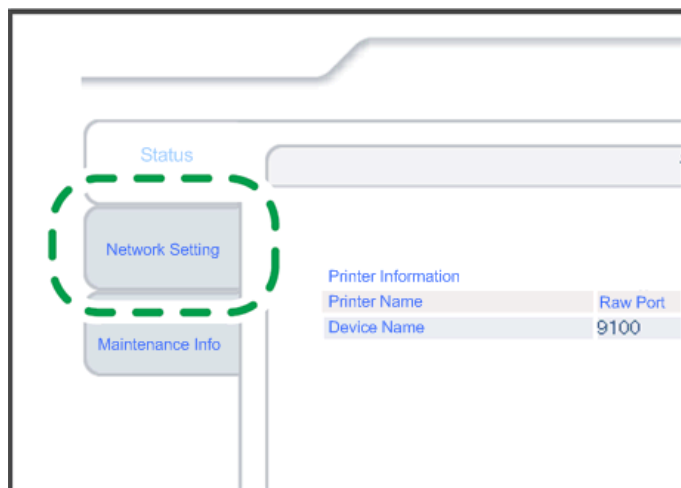 Status
Network Setting
Maintenance Info
Printer Information
Printer Name Raw Port
Device Name 9100